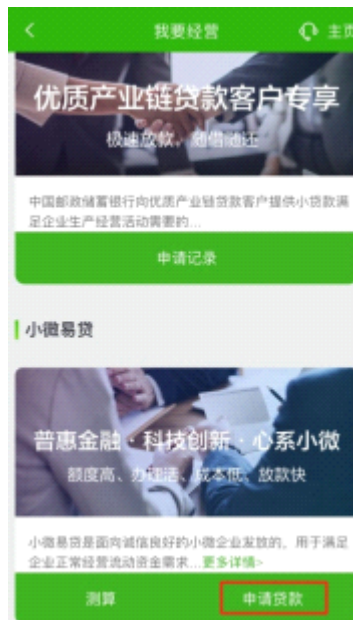 我要经营
主页
优质产业链贷款客户专享
极速放款、随借随还
中国邮政储蓄银行向优质产业链贷款客户提供小贷款满
足企业生产经营活动需要的...
申请记录
小微易贷
普惠金融·科技创新·心系小微
额度高、办理活、成本低、放款快
小微易贷是面向诚信良好的小微企业发放的，用于满足
企业正常经营流动资金需求...更多详情>
测算
申请贷款